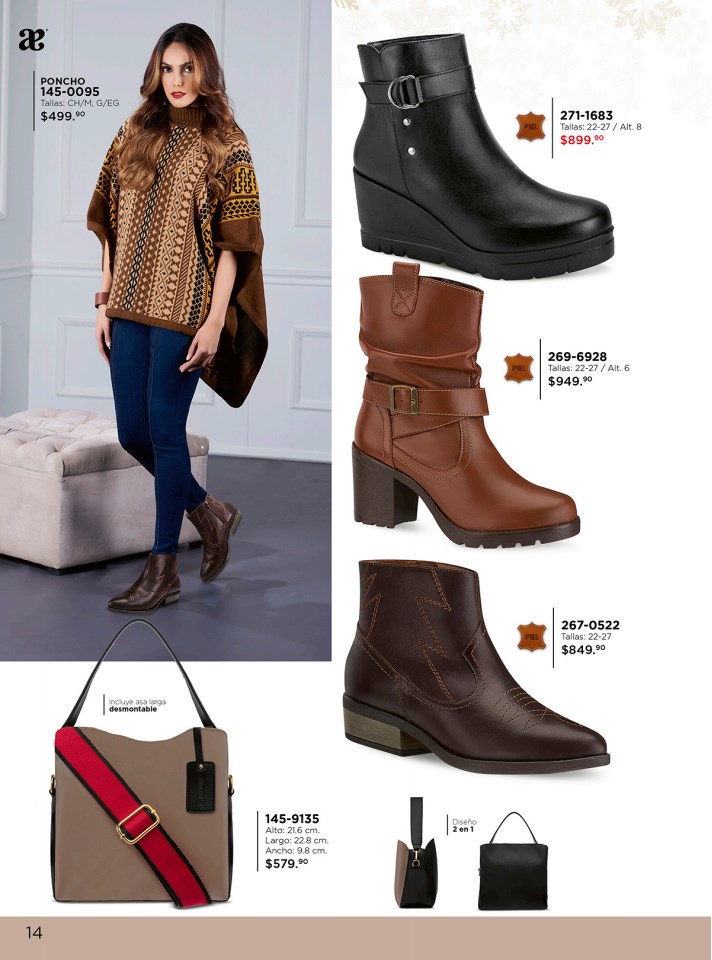 æ
PONCHO
145-0095
Tallas: CH/M, G/EG
$499.90
PIEL
271-1683
Tallas: 22-27 / Alt. 8
$899.90
PIEL
269-6928
Tallas: 22-27 / Alt. 6
$949.90
PIEL
267-0522
Tallas: 22-27
$849.90
Incluye asa larga
desmontable
145-9135
Alto: 21.6 cm.
Largo: 22.8 cm.
Ancho: 9.8 cm.
$579.90
Diseño
2 en 1
14